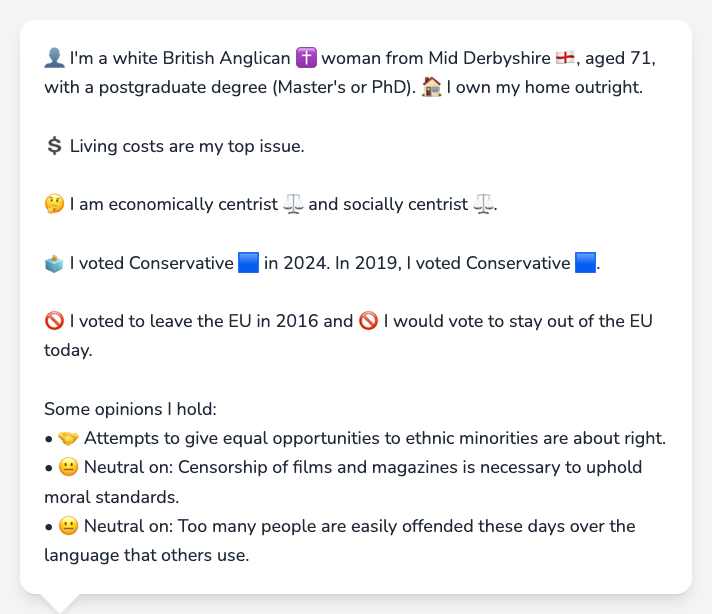 👤 I'm a white British Anglican ✝️ woman from Mid Derbyshire 🏴󠁧󠁢󠁥󠁮󠁧󠁿, aged 71,
with a postgraduate degree (Master's or PhD). 🏠 I own my home outright.
💲 Living costs are my top issue.
🤔 I am economically centrist ⚖️ and socially centrist ⚖️.
🗳️ I voted Conservative 🟦 in 2024. In 2019, I voted Conservative 🟦.
🚫 I voted to leave the EU in 2016 and 🚫 I would vote to stay out of the EU
today.
Some opinions I hold:
• 🤝 Attempts to give equal opportunities to ethnic minorities are about right.
• 😐 Neutral on: Censorship of films and magazines is necessary to uphold
moral standards.
• 😐 Neutral on: Too many people are easily offended these days over the
language that others use.